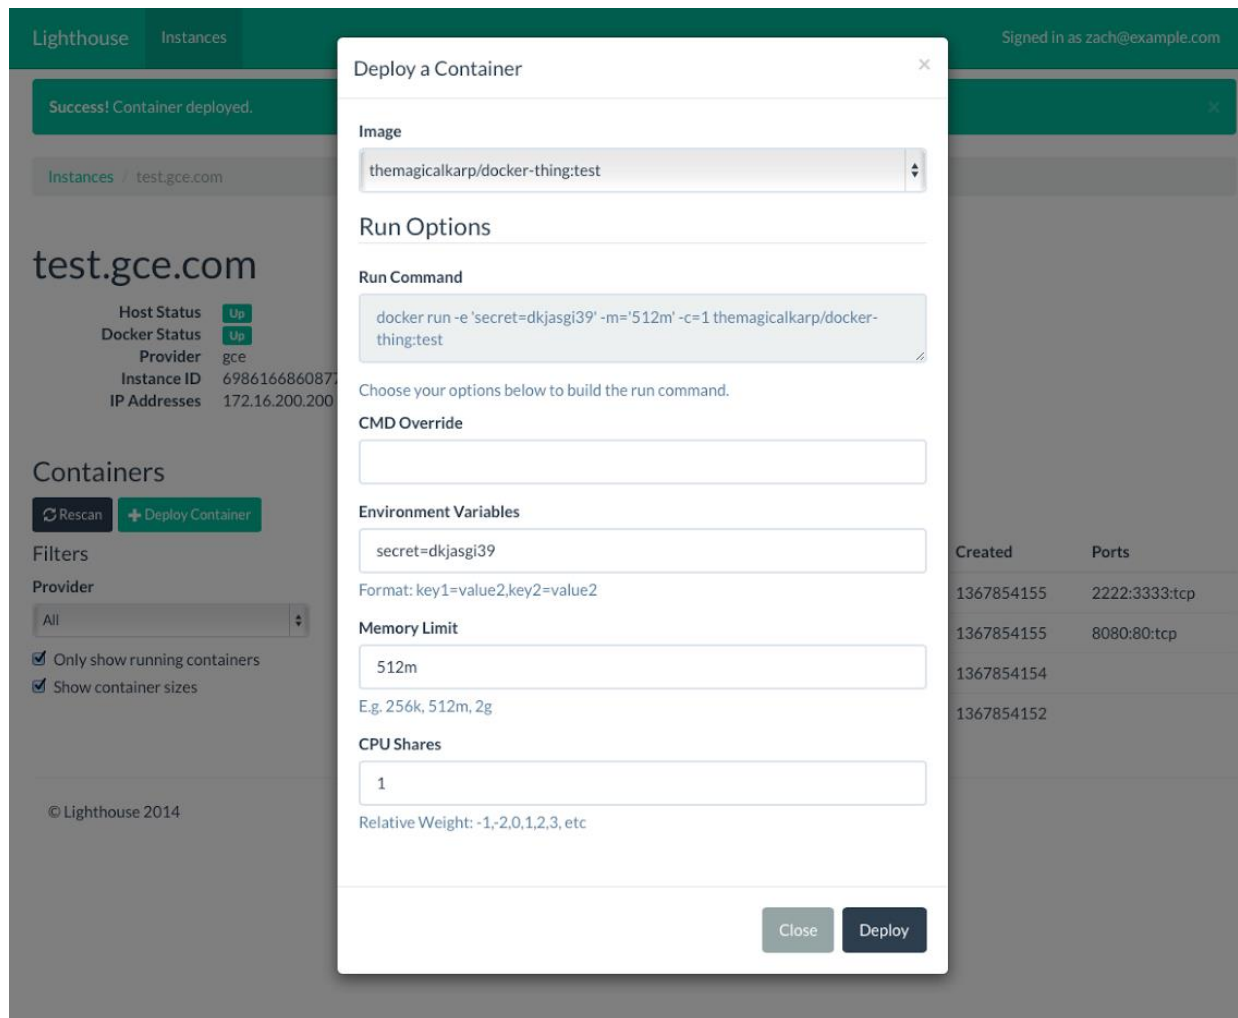 Lighthouse Instances Signed in as zach@example.com
Success! Container deployed. ×
Instances / test.gce.com
test.gce.com
Host Status Up
Docker Status Up
Provider gce
Instance ID 6986166860877
IP Addresses 172.16.200.200
Containers
Rescan Deploy Container
Filters
Provider
All
Only show running containers
Show container sizes
© Lighthouse 2014
Deploy a Container ×
Image
themagicalkarp/docker-thing:test
Run Options
Run Command
docker run -e 'secret=dkjasgi39' -m='512m' -c=1 themagicalkarp/docker-
thing:test
Choose your options below to build the run command.
CMD Override
Environment Variables
secret=dkjasgi39
Format: key1=value2,key2=value2
Memory Limit
512m
E.g. 256k, 512m, 2g
CPU Shares
1
Relative Weight: -1,-2,0,1,2,3, etc
Close Deploy
Created Ports
1367854155 2222:3333:tcp
1367854155 8080:80:tcp
1367854154
1367854152